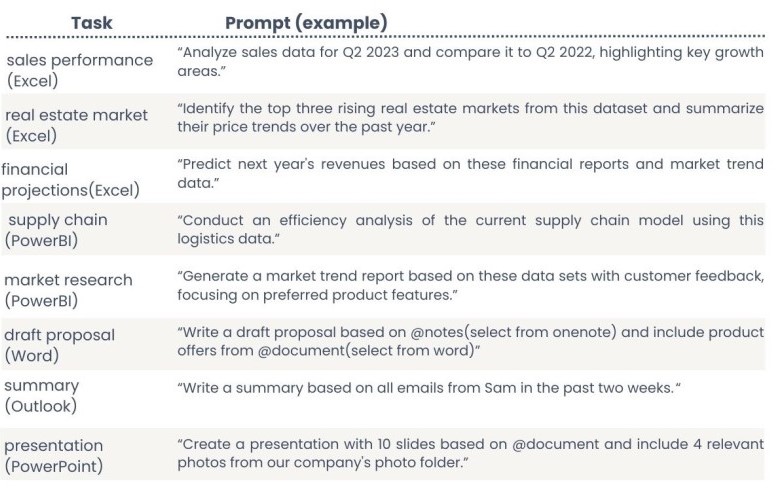 Task Prompt (example)
sales performance
(Excel)
“Analyze sales data for Q2 2023 and compare it to Q2 2022, highlighting key growth
areas.”
real estate market
(Excel)
“Identify the top three rising real estate markets from this dataset and summarize
their price trends over the past year.”
financial
projections(Excel)
“Predict next year's revenues based on these financial reports and market trend
data.”
supply chain
(PowerBI)
“Conduct an efficiency analysis of the current supply chain model using this
logistics data.”
market research
(PowerBI)
“Generate a market trend report based on these data sets with customer feedback,
focusing on preferred product features.”
draft proposal
(Word)
“Write a draft proposal based on @notes(select from onenote) and include product
offers from @document(select from word)”
summary
(Outlook)
“Write a summary based on all emails from Sam in the past two weeks.“
presentation
(PowerPoint)
“Create a presentation with 10 slides based on @document and include 4 relevant
photos from our company's photo folder.”